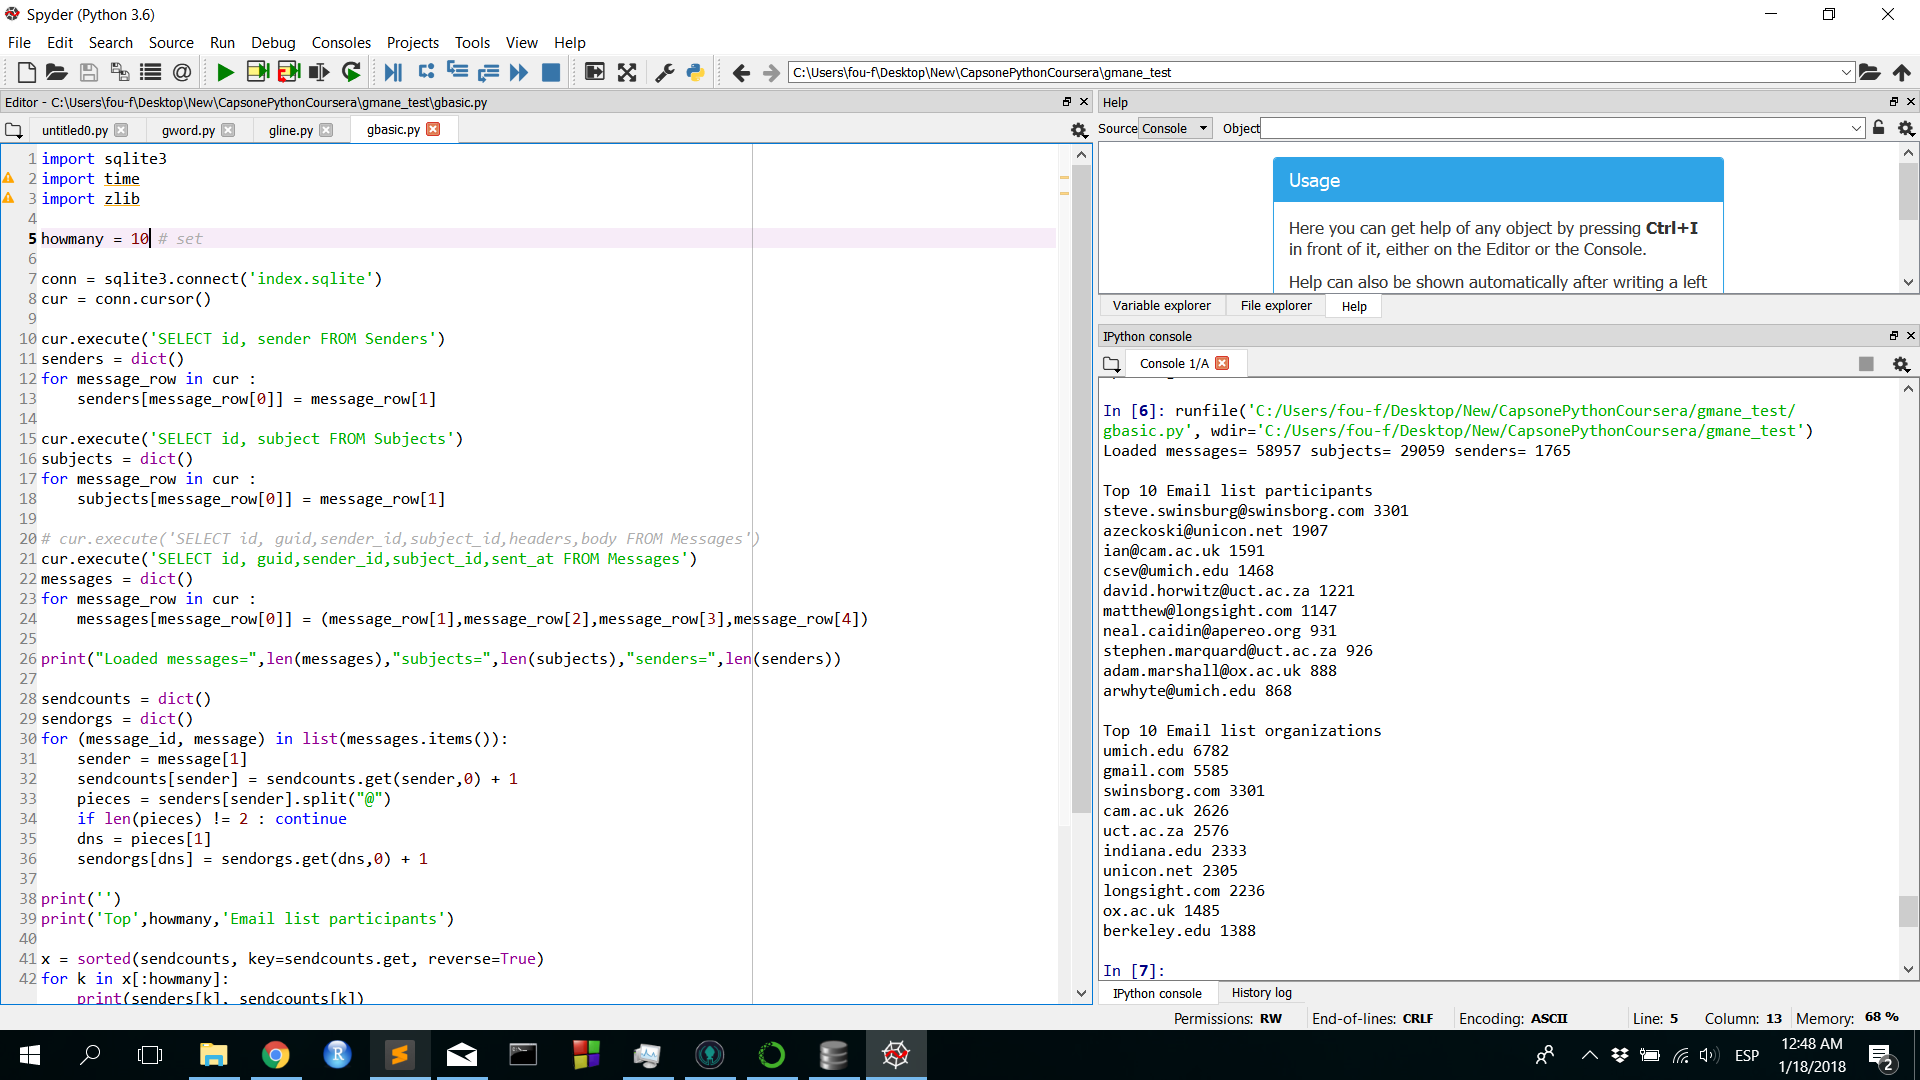 Spyder (Python 3.6)
File Edit Search Source Run Debug Consoles Projects Tools View Help
C:\Users\fou-f\Desktop\New\CapsonePythonCoursera\gmane_test
Editor - C:\Users\fou-f\Desktop\New\CapsonePythonCoursera\gmane_test\gbasic.py
untitled0.py gword.py gline.py gbasic.py
1 import sqlite3
2 import time
3 import zlib
4
5 howmany = 10 # set
6
7 conn = sqlite3.connect('index.sqlite')
8 cur = conn.cursor()
9
10 cur.execute('SELECT id, sender FROM Senders')
11 senders = dict()
12 for message_row in cur :
13     senders[message_row[0]] = message_row[1]
14
15 cur.execute('SELECT id, subject FROM Subjects')
16 subjects = dict()
17 for message_row in cur :
18     subjects[message_row[0]] = message_row[1]
19
20 # cur.execute('SELECT id, guid,sender_id,subject_id,headers,body FROM Messages')
21 cur.execute('SELECT id, guid,sender_id,subject_id,sent_at FROM Messages')
22 messages = dict()
23 for message_row in cur :
24     messages[message_row[0]] = (message_row[1],message_row[2],message_row[3],message_row[4])
25
26 print("Loaded messages=",len(messages),"subjects=",len(subjects),"senders=",len(senders))
27
28 sendcounts = dict()
29 sendorgs = dict()
30 for (message_id, message) in list(messages.items()):
31     sender = message[1]
32     sendcounts[sender] = sendcounts.get(sender,0) + 1
33     pieces = senders[sender].split("@")
34     if len(pieces) != 2 : continue
35     dns = pieces[1]
36     sendorgs[dns] = sendorgs.get(dns,0) + 1
37
38 print('')
39 print('Top',howmany,'Email list participants')
40
41 x = sorted(sendcounts, key=sendcounts.get, reverse=True)
42 for k in x[:howmany]:
    print(senders[k], sendcounts[k])
Help
Source Console Object
Usage
Here you can get help of any object by pressing Ctrl+I
in front of it, either on the Editor or the Console.
Help can also be shown automatically after writing a left
Variable explorer File explorer Help
IPython console
Console 1/A
In [6]: runfile('C:/Users/fou-f/Desktop/New/CapsonePythonCoursera/gmane_test/
gbasic.py', wdir='C:/Users/fou-f/Desktop/New/CapsonePythonCoursera/gmane_test')
Loaded messages= 58957 subjects= 29059 senders= 1765
Top 10 Email list participants
steve.swinsburg@swinsborg.com 3301
azeckoski@unicon.net 1907
ian@cam.ac.uk 1591
csev@umich.edu 1468
david.horwitz@uct.ac.za 1221
matthew@longsight.com 1147
neal.caidin@apereo.org 931
stephen.marquard@uct.ac.za 926
adam.marshall@ox.ac.uk 888
arwhyte@umich.edu 868
Top 10 Email list organizations
umich.edu 6782
gmail.com 5585
swinsborg.com 3301
cam.ac.uk 2626
uct.ac.za 2576
indiana.edu 2333
unicon.net 2305
longsight.com 2236
ox.ac.uk 1485
berkeley.edu 1388
In [7]:
IPython console History log
Permissions: RW End-of-lines: CRLF Encoding: ASCII Line: 5 Column: 13 Memory: 68 %
ESP
12:48 AM
1/18/2018
2